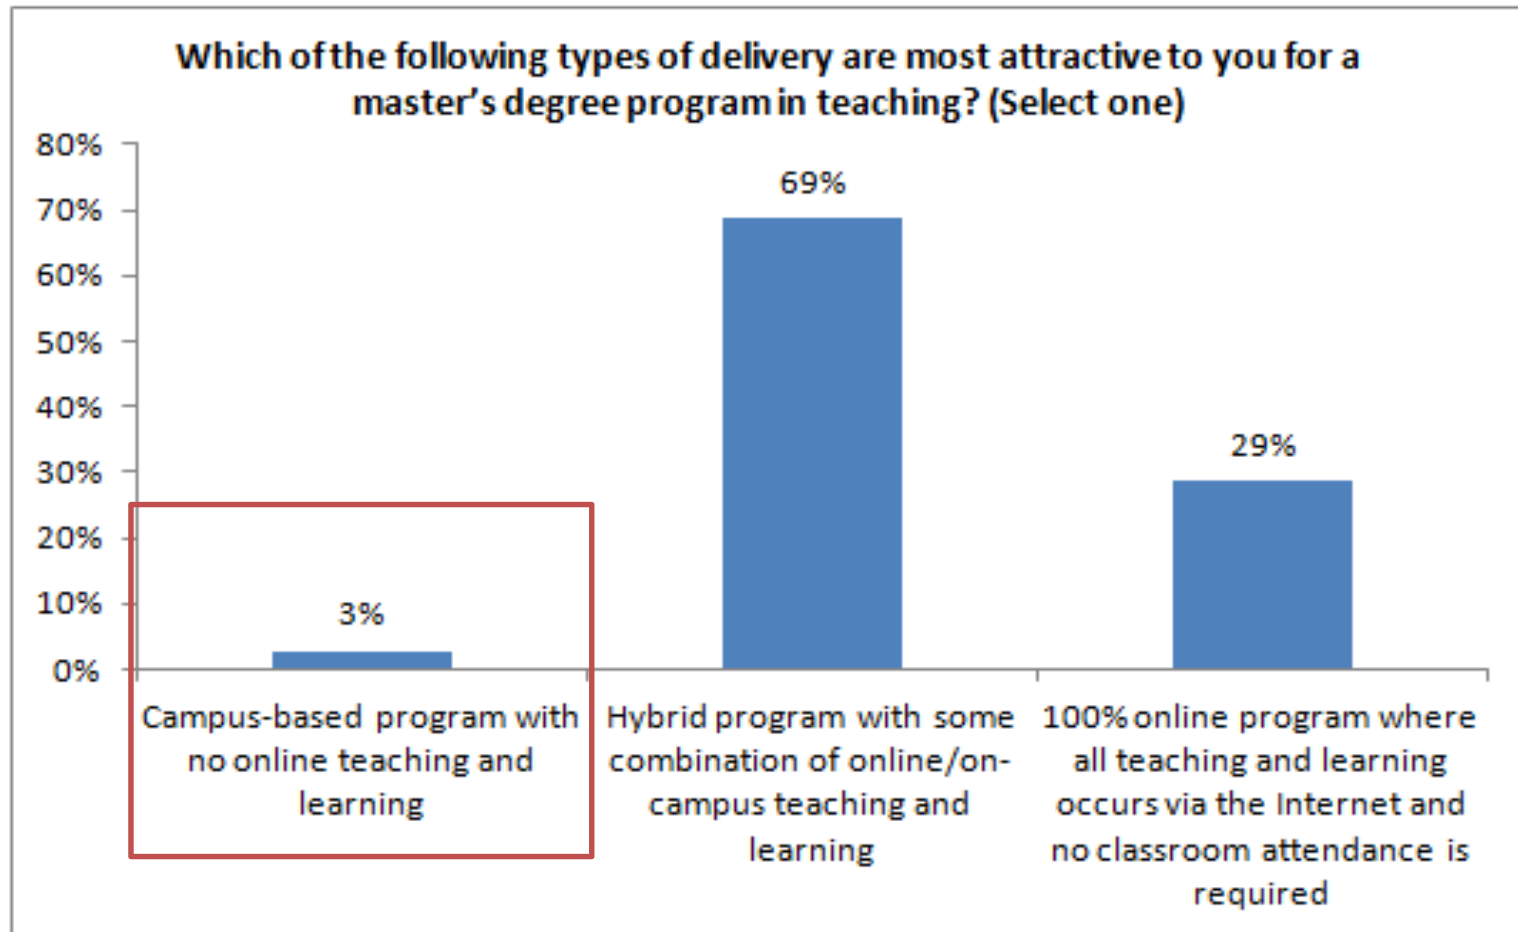 Which of the following types of delivery are most attractive to you for a
master's degree program in teaching? (Select one)
80%
70%
60%
50%
40%
30%
20%
10%
0%
3%
69%
29%
Campus-based program with
no online teaching and
learning
Hybrid program with some
combination of online/on-
campus teaching and
learning
100% online program where
all teaching and learning
occurs via the Internet and
no classroom attendance is
required